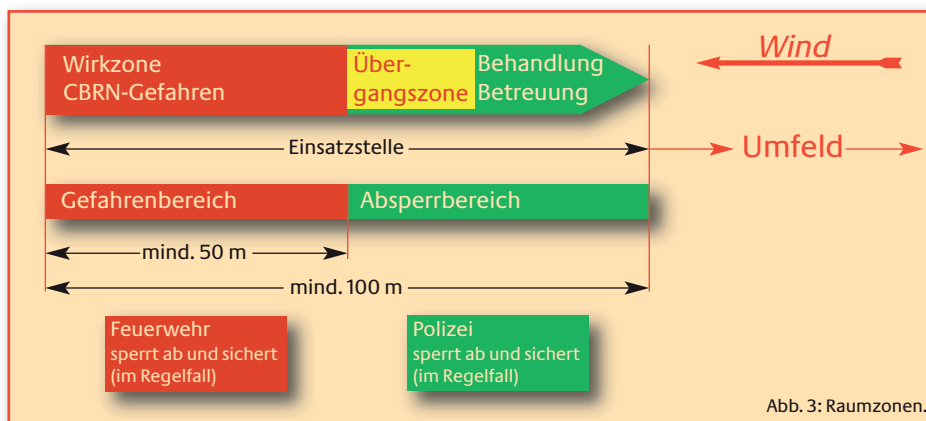 Wirkzone
CBRN-Gefahren
Über-
gangszone
Behandlung
Betreuung
Wind
Einsatzstelle
Umfeld
Gefahrenbereich
Absperrbereich
mind. 50 m
mind. 100 m
Feuerwehr
sperrt ab und sichert
(im Regelfall)
Polizei
sperrt ab und sichert
(im Regelfall)
Abb. 3: Raumzonen.